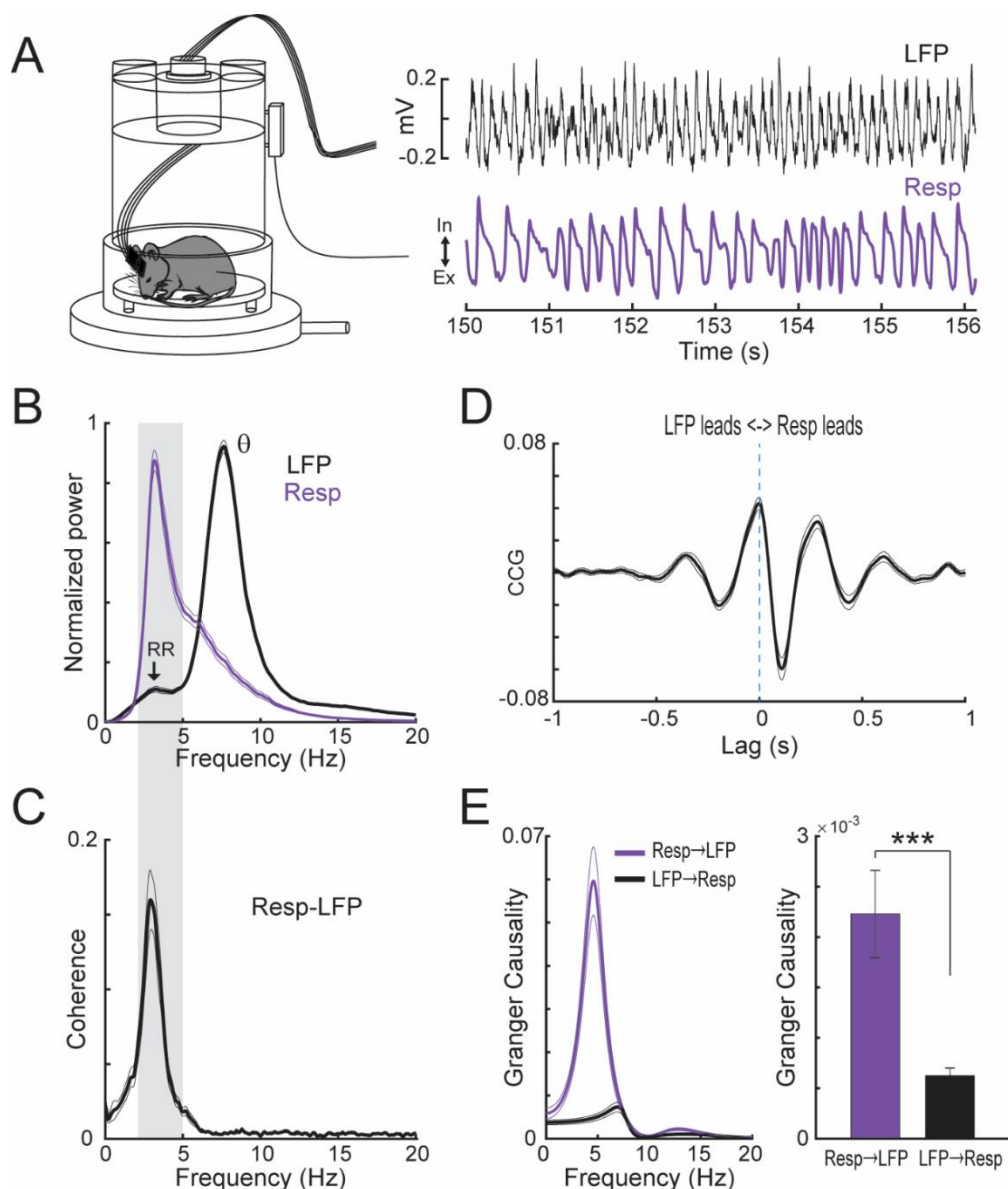 A
LFP
0.2
mV
-0.2
Resp
In
Ex
150 151 152 153 154 155 156
Time (s)
B
1
θ
LFP
Resp
Normalized power
RR
0
0 5 10 15 20
Frequency (Hz)
D
LFP leads <-> Resp leads
0.08
CCG
-0.08
-1 -0.5 0 0.5 1
Lag (s)
C
0.2
Resp-LFP
Coherence
0
0 5 10 15 20
Frequency (Hz)
E
0.07
Resp→LFP
LFP→Resp
Granger Causality
0
0 5 10 15 20
Frequency (Hz)
3 ×10⁻³
***
Granger Causality
0
Resp→LFP LFP→Resp